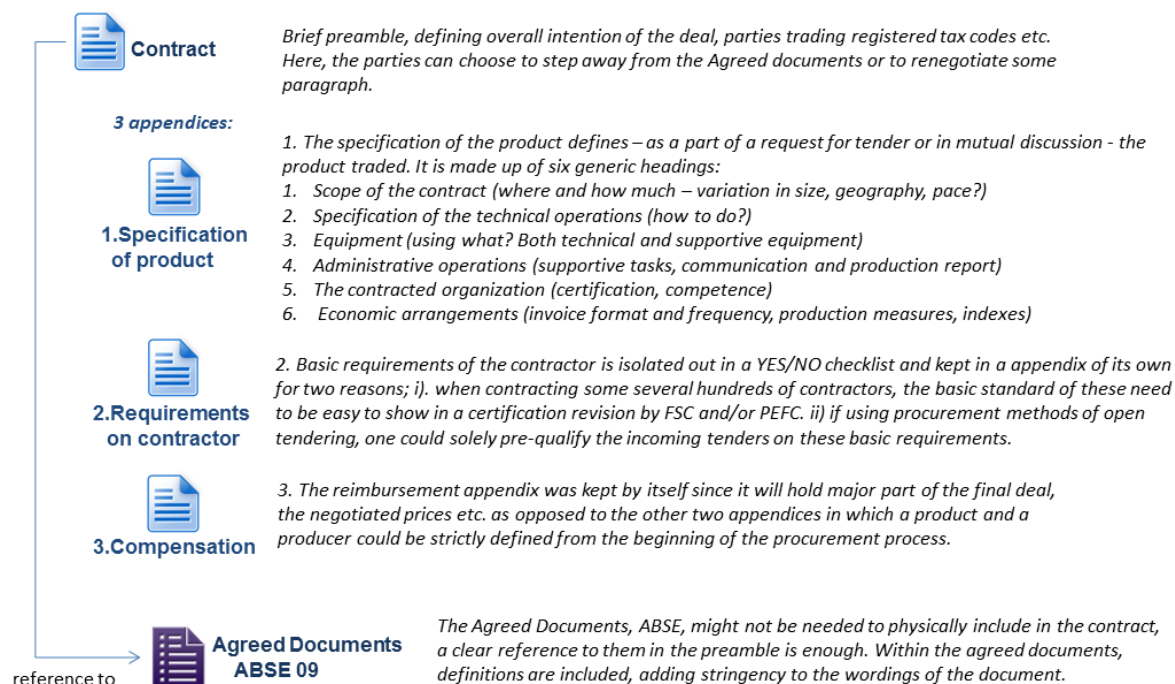 Contract
Brief preamble, defining overall intention of the deal, parties trading registered tax codes etc.
Here, the parties can choose to step away from the Agreed documents or to renegotiate some
paragraph.
3 appendices:
1.Specification
of product
1. The specification of the product defines – as a part of a request for tender or in mutual discussion - the
product traded. It is made up of six generic headings:
1. Scope of the contract (where and how much – variation in size, geography, pace?)
2. Specification of the technical operations (how to do?)
3. Equipment (using what? Both technical and supportive equipment)
4. Administrative operations (supportive tasks, communication and production report)
5. The contracted organization (certification, competence)
6. Economic arrangements (invoice format and frequency, production measures, indexes)
2.Requirements
on contractor
2. Basic requirements of the contractor is isolated out in a YES/NO checklist and kept in a appendix of its own
for two reasons; i). when contracting some several hundreds of contractors, the basic standard of these need
to be easy to show in a certification revision by FSC and/or PEFC. ii) if using procurement methods of open
tendering, one could solely pre-qualify the incoming tenders on these basic requirements.
3.Compensation
3. The reimbursement appendix was kept by itself since it will hold major part of the final deal,
the negotiated prices etc. as opposed to the other two appendices in which a product and a
producer could be strictly defined from the beginning of the procurement process.
reference to
Agreed Documents
ABSE 09
The Agreed Documents, ABSE, might not be needed to physically include in the contract,
a clear reference to them in the preamble is enough. Within the agreed documents,
definitions are included, adding stringency to the wordings of the document.